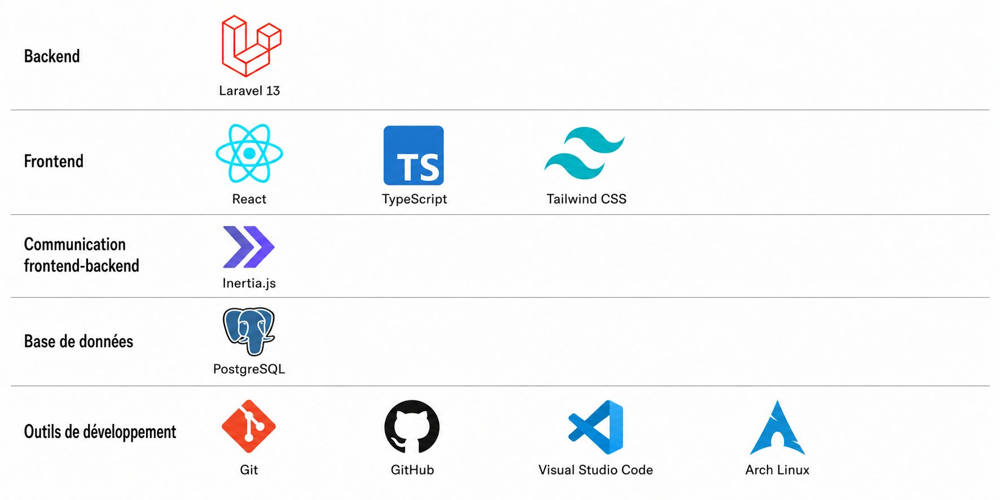 Backend
Laravel 13
Frontend
TS
React
TypeScript
Tailwind CSS
Communication
frontend-backend
Inertia.js
Base de données
PostgreSQL
Outils de développement
Git
GitHub
Visual Studio Code
Arch Linux